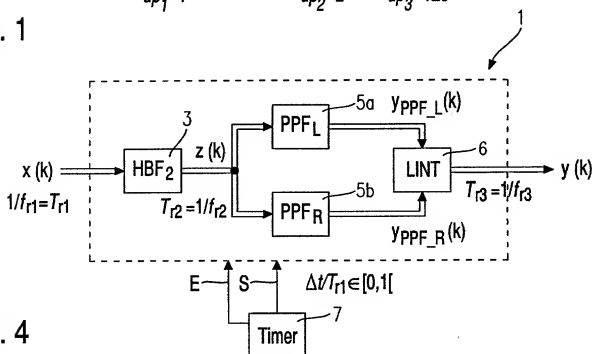 . 1
1
5a
3
PPF_L
y_PPF_L(k)
z(k)
6
x(k)
HBF_2
LINT
y(k)
1/f_r1=T_r1
T_r2=1/f_r2
5b
T_r3=1/f_r3
PPF_R
y_PPF_R(k)
E
S
Δt/T_r1∈[0,1[
7
. 4
Timer